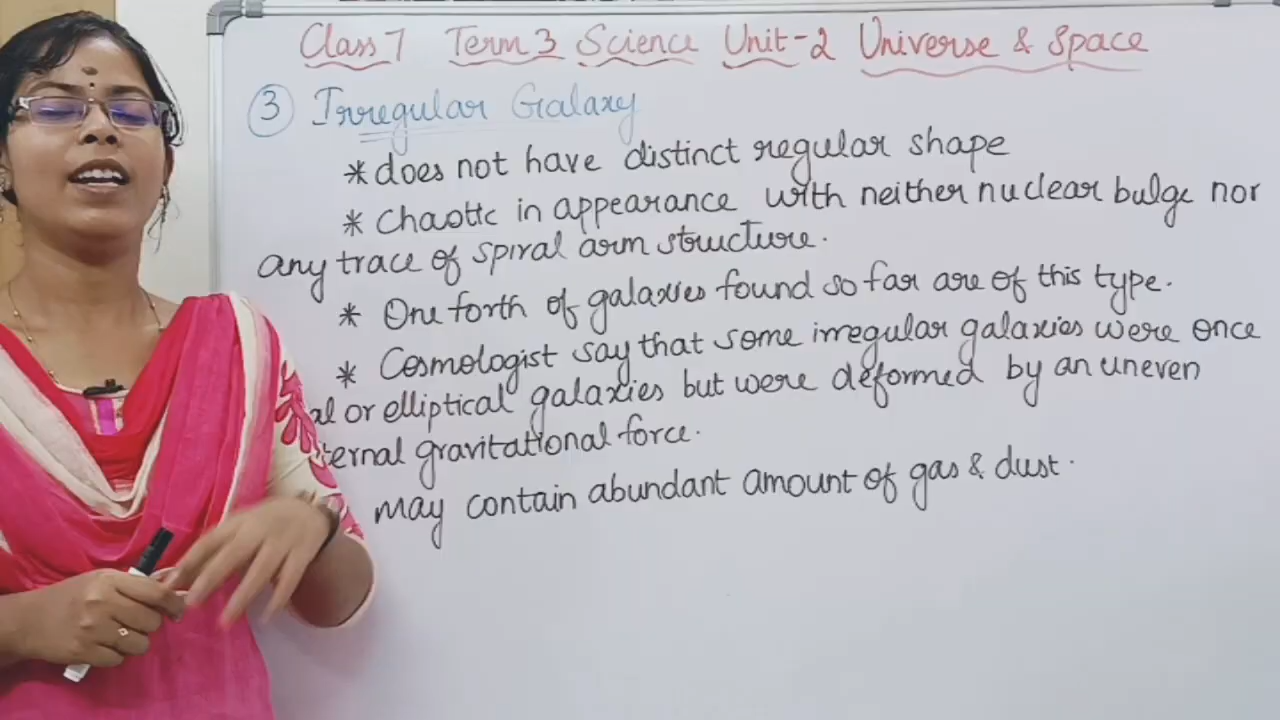 Class 7 Term 3 Science Unit-2 Universe & Space
③ Irregular Galaxy
* does not have distinct regular shape
* Chaotic in appearance with neither nuclear bulge nor
any trace of spiral arm structure.
* One forth of galaxies found so far are of this type.
* Cosmologist say that some irregular galaxies were once
al or elliptical galaxies but were deformed by an uneven
ternal gravitational force.
may contain abundant amount of gas & dust.